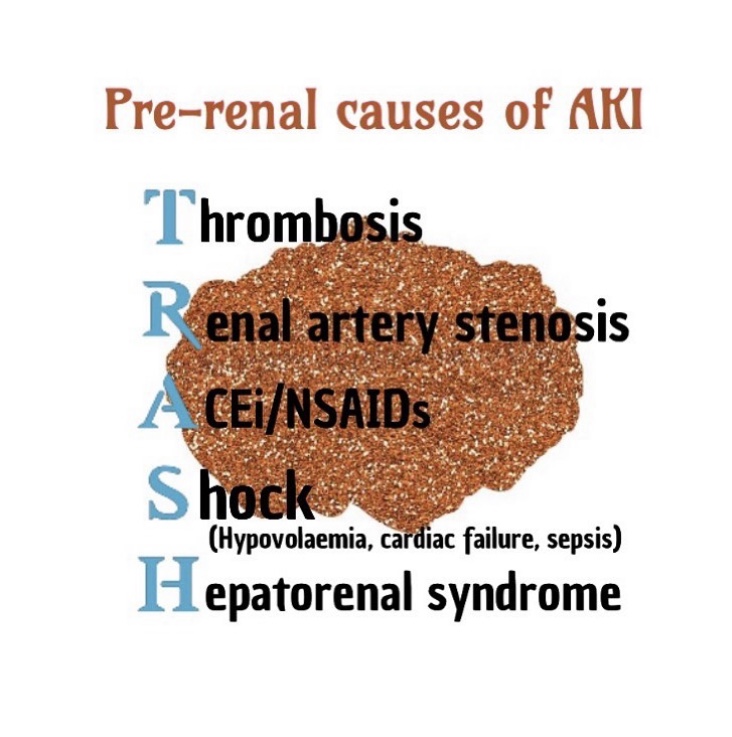 Pre-renal causes of AKI
Thrombosis
Renal artery stenosis
ACEi/NSAIDs
Shock
(Hypovolaemia, cardiac failure, sepsis)
Hepatorenal syndrome